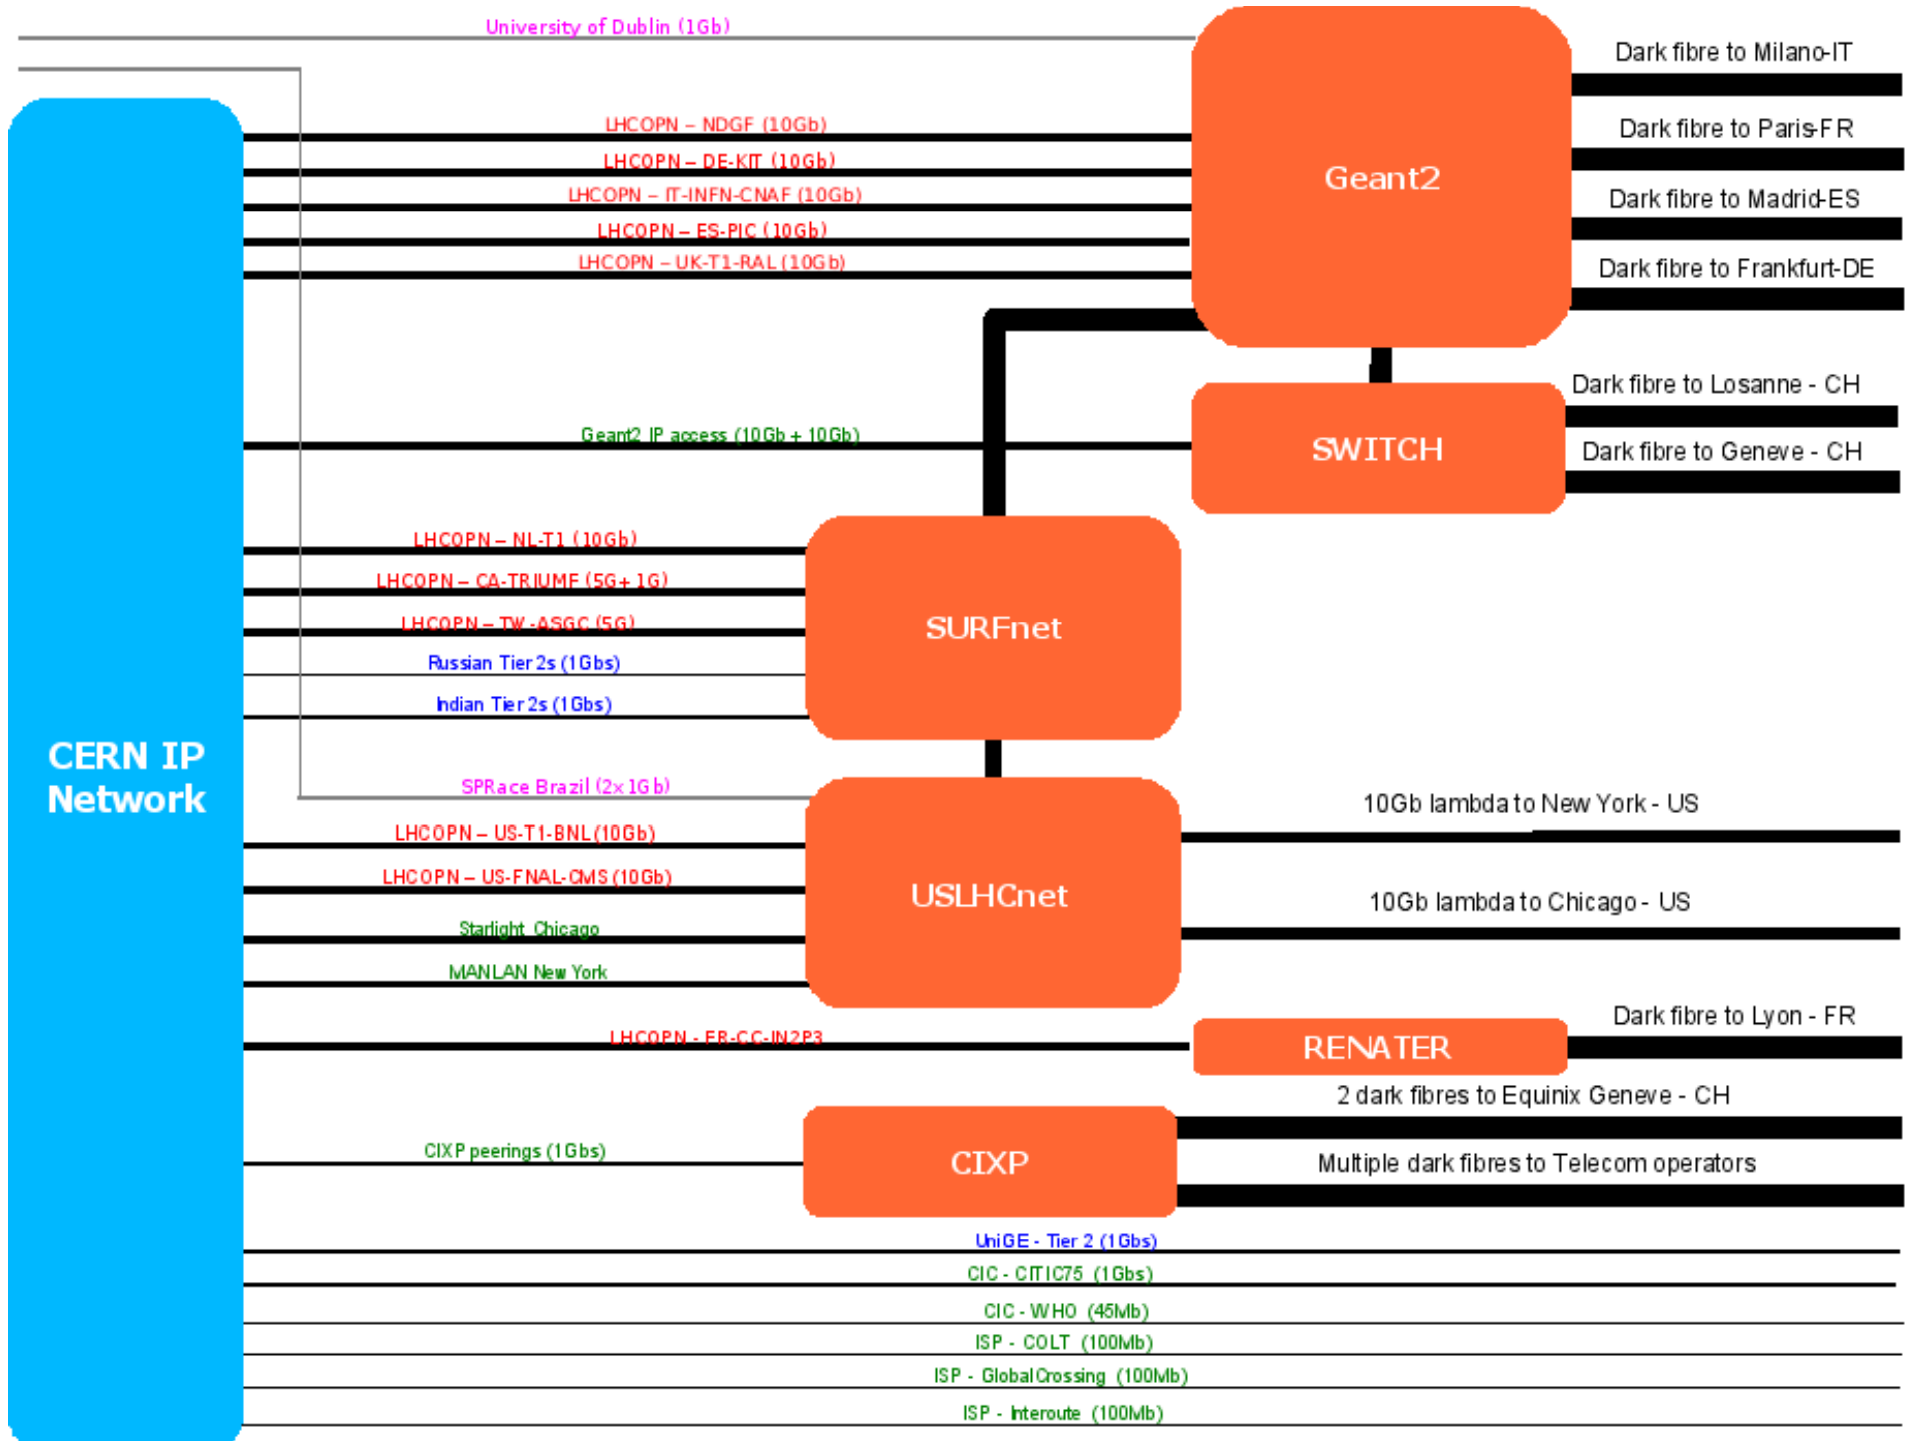 University of Dublin (1Gb)
Dark fibre to Milano-IT
LHCOPN – NDGF (10Gb)
Dark fibre to Paris-FR
LHCOPN – DE-KIT (10Gb)
Geant2
LHCOPN – IT-INFN-CNAF (10Gb)
Dark fibre to Madrid-ES
LHCOPN – ES-PIC (10Gb)
LHCOPN – UK-T1-RAL (10Gb)
Dark fibre to Frankfurt-DE
Dark fibre to Losanne - CH
Geant2 IP access (10Gb + 10Gb)
SWITCH
Dark fibre to Geneve - CH
LHCOPN – NL-T1 (10Gb)
LHCOPN – CA-TRIUMF (5G+ 1G)
LHCOPN – TW-ASGC (5G)
SURFnet
Russian Tier 2s (1Gbs)
Indian Tier 2s (1Gbs)
CERN IP
Network
SPRace Brazil (2x 1Gb)
10Gb lambda to New York - US
LHCOPN – US-T1-BNL (10Gb)
LHCOPN – US-FNAL-CMS (10Gb)
USLHCnet
10Gb lambda to Chicago - US
Starlight Chicago
MANLAN New York
Dark fibre to Lyon - FR
LHCOPN - FR-CC-IN2P3
RENATER
2 dark fibres to Equinix Geneve - CH
CIXP peerings (1Gbs)
CIXP
Multiple dark fibres to Telecom operators
UniGE - Tier 2 (1Gbs)
CIC - CITIC75 (1Gbs)
CIC - WHO (45Mb)
ISP - COLT (100Mb)
ISP - GlobalCrossing (100Mb)
ISP - Interoute (100Mb)